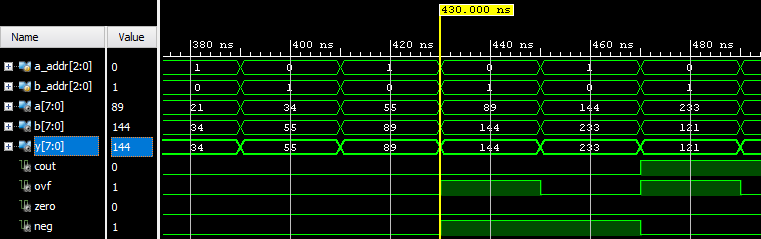 430.000 ns
Name Value
380 ns 400 ns 420 ns 440 ns 460 ns 480 ns
a_addr[2:0] 0 1 0 1 0 1 0
b_addr[2:0] 1 0 1 0 1 0 1
a[7:0] 89 21 34 55 89 144 233
b[7:0] 144 34 55 89 144 233 121
y[7:0] 144 34 55 89 144 233 121
cout 0
ovf 1
zero 0
neg 1